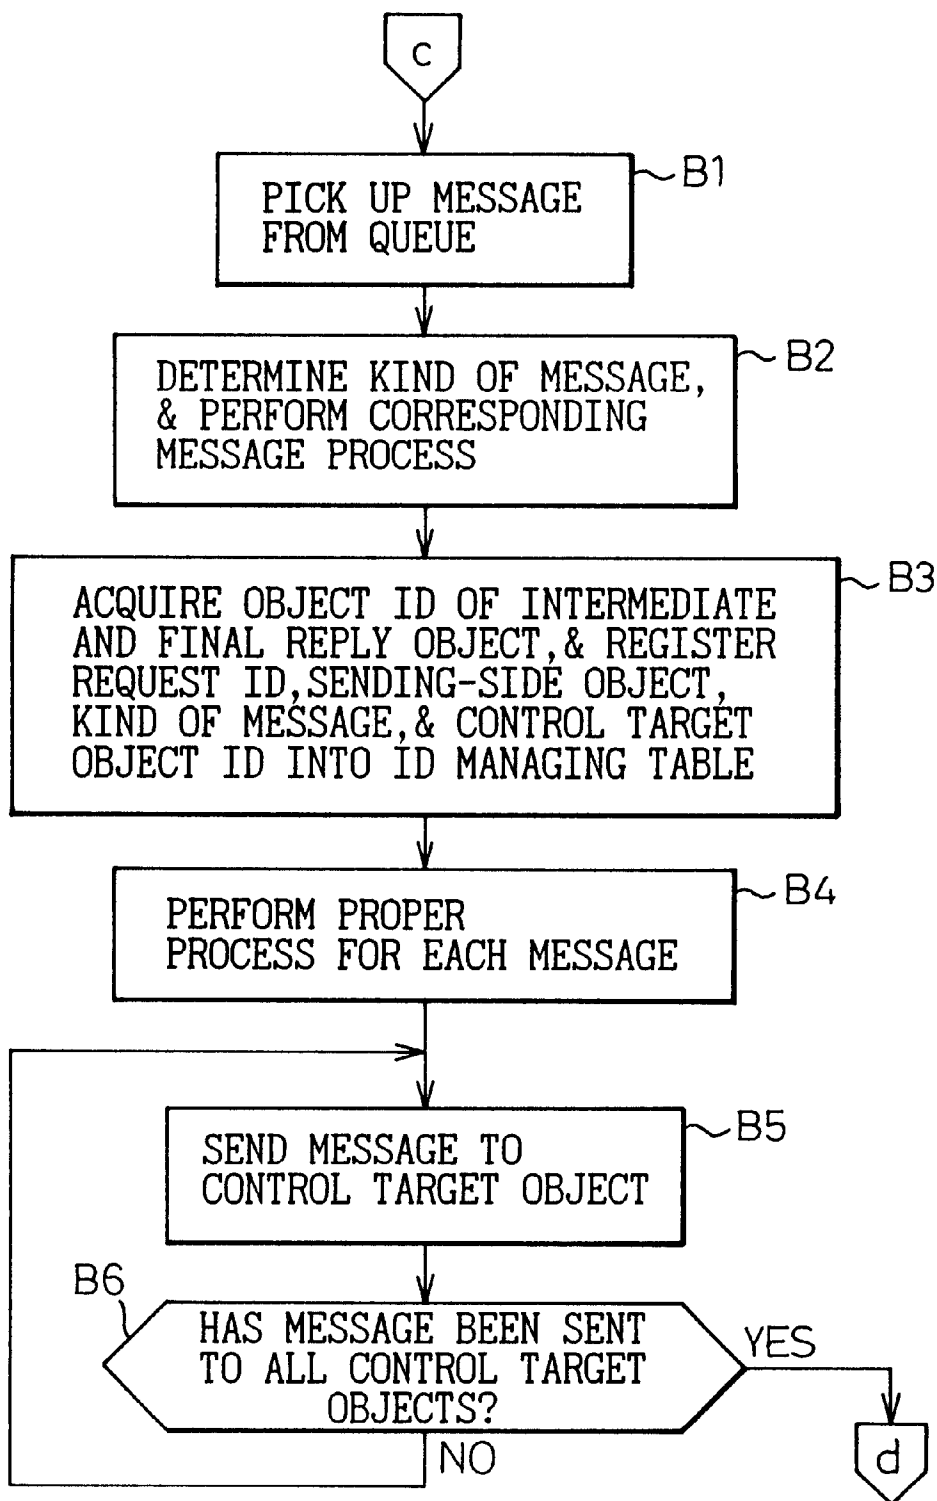 c
B1
PICK UP MESSAGE
FROM QUEUE
B2
DETERMINE KIND OF MESSAGE,
& PERFORM CORRESPONDING
MESSAGE PROCESS
B3
ACQUIRE OBJECT ID OF INTERMEDIATE
AND FINAL REPLY OBJECT,& REGISTER
REQUEST ID,SENDING-SIDE OBJECT,
KIND OF MESSAGE,& CONTROL TARGET
OBJECT ID INTO ID MANAGING TABLE
B4
PERFORM PROPER
PROCESS FOR EACH MESSAGE
B5
SEND MESSAGE TO
CONTROL TARGET OBJECT
B6
HAS MESSAGE BEEN SENT
TO ALL CONTROL TARGET
OBJECTS?
YES
NO
d